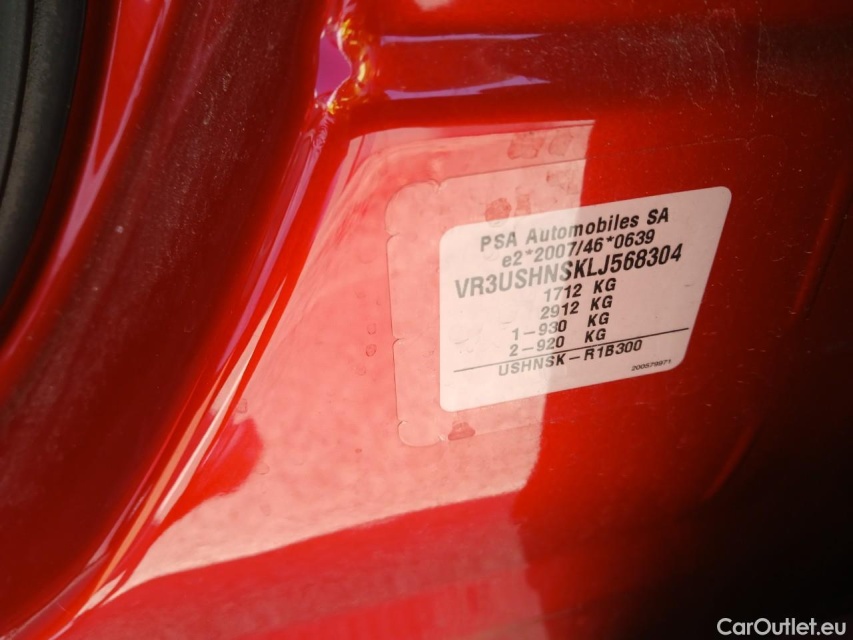 PSA Automobiles SA
e2*2007/46*0639
VR3USHNSKLJ568304
1712 KG
2912 KG
1-930 KG
2-920 KG
USHNSK-R1B300
200579971
CarOutlet.eu